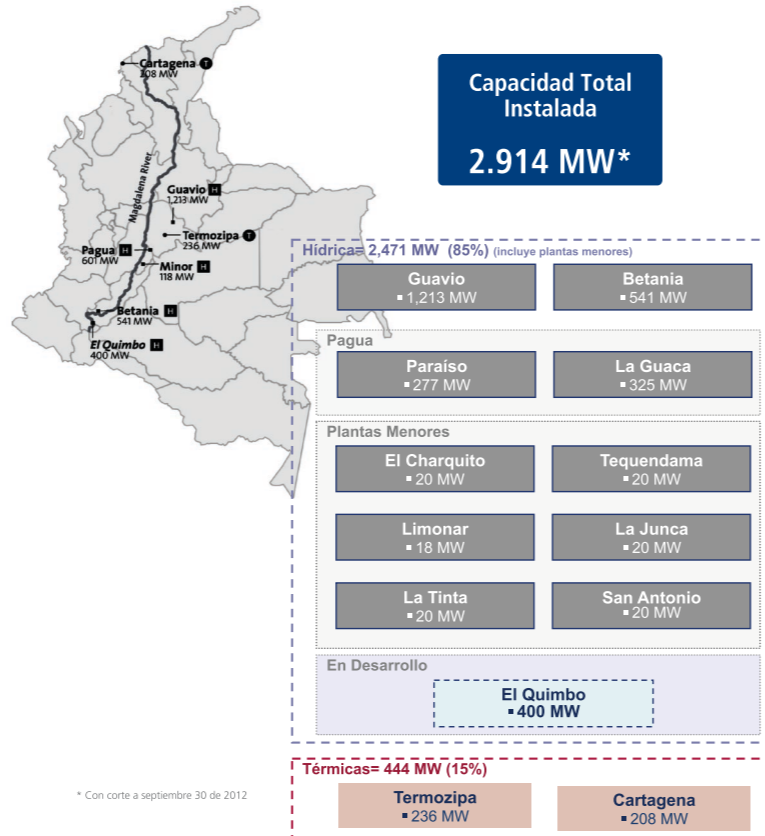 Cartagena T
208 MW
Capacidad Total
Instalada
2.914 MW*
Magdalena River
Guavio H
1,213 MW
Termozipa T
236 MW
Pagua H
601 MW
Minor H
118 MW
Betania H
541 MW
El Quimbo H
400 MW
Hídrica= 2,471 MW (85%) (incluye plantas menores)
Guavio
▪ 1,213 MW
Betania
▪ 541 MW
Pagua
Paraíso
▪ 277 MW
La Guaca
▪ 325 MW
Plantas Menores
El Charquito
▪ 20 MW
Tequendama
▪ 20 MW
Limonar
▪ 18 MW
La Junca
▪ 20 MW
La Tinta
▪ 20 MW
San Antonio
▪ 20 MW
En Desarrollo
El Quimbo
▪ 400 MW
Térmicas= 444 MW (15%)
Termozipa
▪ 236 MW
Cartagena
▪ 208 MW
* Con corte a septiembre 30 de 2012